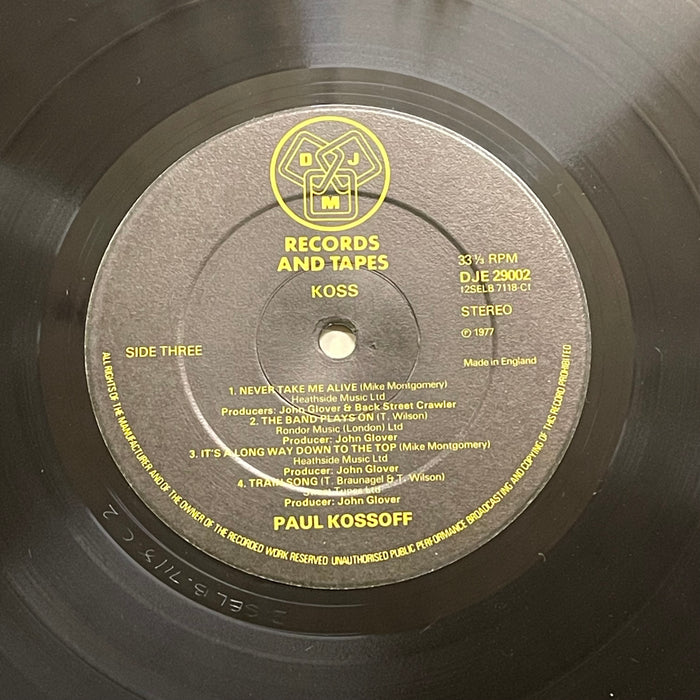 D J
M
RECORDS
AND TAPES
KOSS
33⅓ RPM
DJE 29002
12SELB 7118-C1
STEREO
℗ 1977
Made in England
SIDE THREE
1. NEVER TAKE ME ALIVE (Mike Montgomery)
Heathside Music Ltd
Producers: John Glover & Back Street Crawler
2. THE BAND PLAYS ON (T. Wilson)
Rondor Music (London) Ltd
Producer: John Glover
3. IT'S A LONG WAY DOWN TO THE TOP (Mike Montgomery)
Heathside Music Ltd
Producer: John Glover
4. TRAIN SONG (T. Braunagel & T. Wilson)
Tunes Ltd
Producer: John Glover
PAUL KOSSOFF
ALL RIGHTS OF THE MANUFACTURER AND OF THE OWNER OF THE RECORDED WORK RESERVED UNAUTHORISED PUBLIC PERFORMANCE BROADCASTING AND COPYING OF THIS RECORD PROHIBITED
SELB.7118 C 2